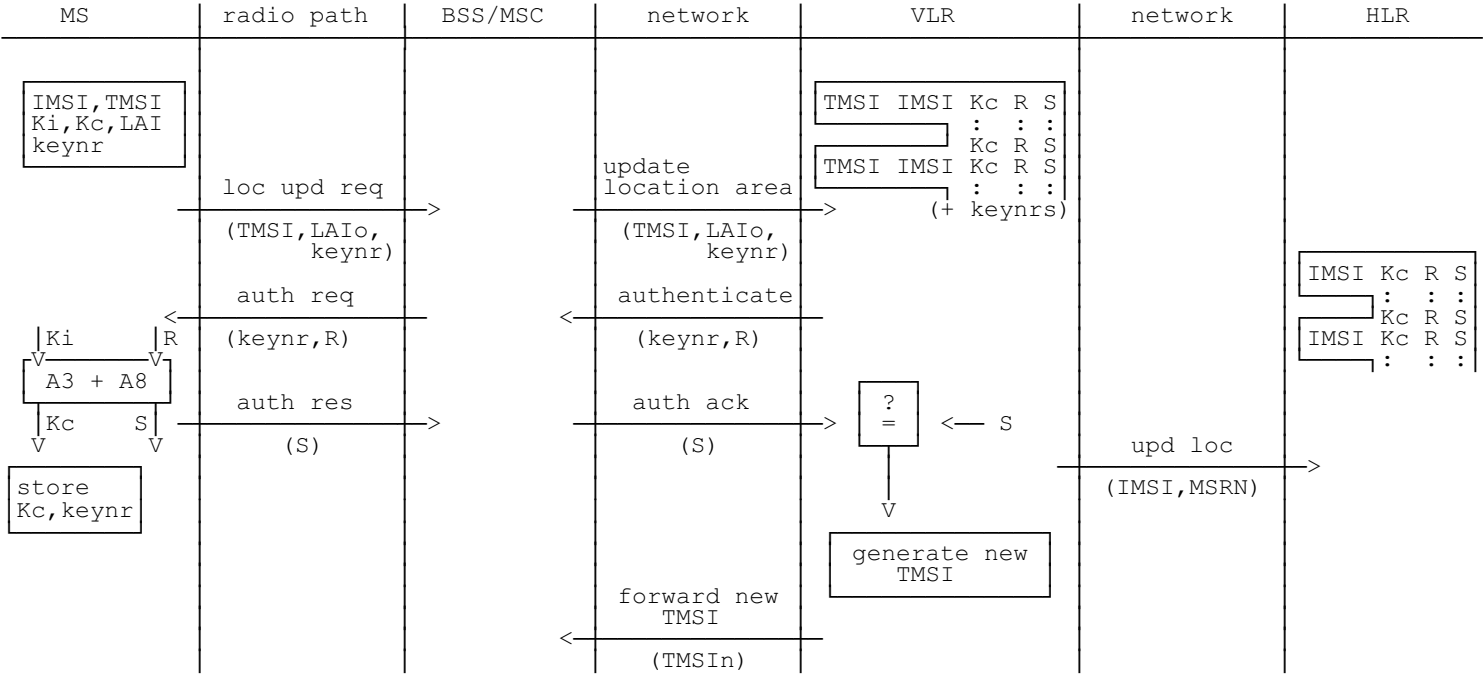 MS radio path BSS/MSC network VLR network HLR
IMSI,TMSI
Ki,Kc,LAI
keynr
TMSI IMSI Kc R S
: : :
Kc R S
TMSI IMSI Kc R S
: : :
(+ keynrs)
loc upd req
(TMSI,LAIo,
keynr)
update
location area
(TMSI,LAIo,
keynr)
IMSI Kc R S
: : :
Kc R S
IMSI Kc R S
: : :
auth req
(keynr,R)
authenticate
(keynr,R)
Ki R
A3 + A8
Kc S
auth res
(S)
auth ack
(S)
?
=
S
upd loc
(IMSI,MSRN)
store
Kc,keynr
generate new
TMSI
forward new
TMSI
(TMSIn)